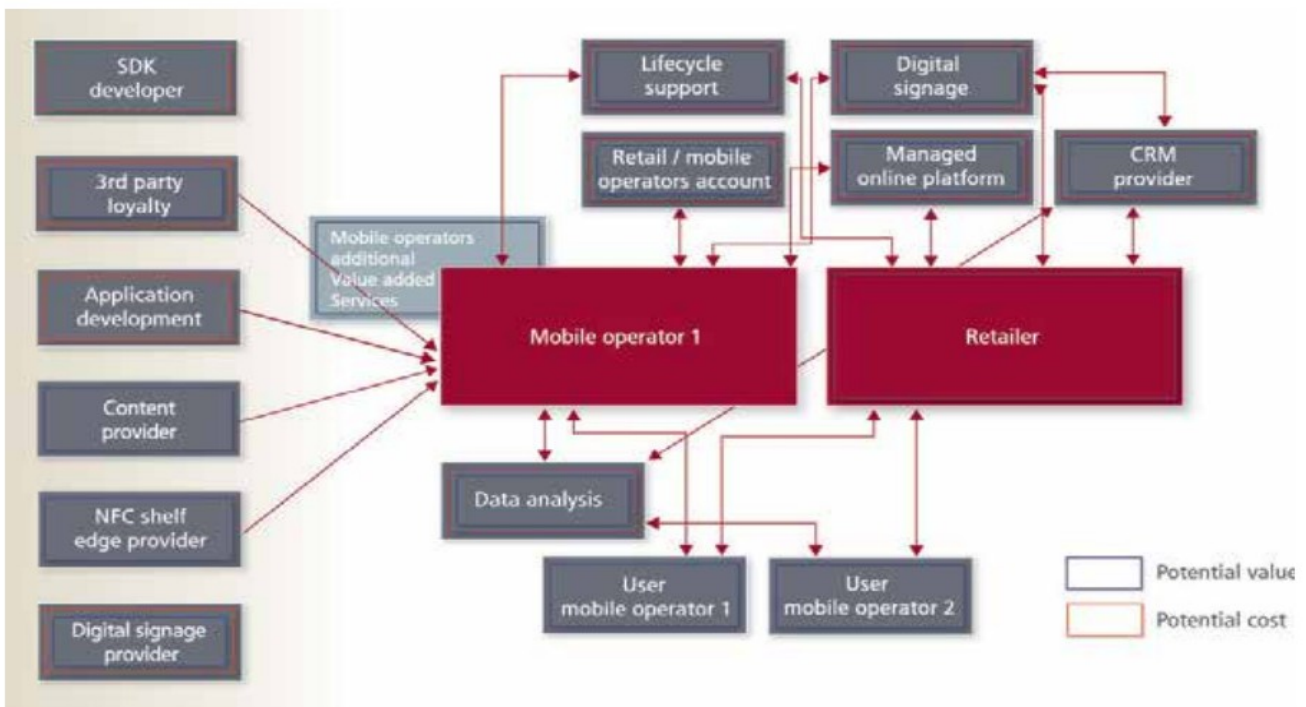 SDK
developer
3rd party
loyalty
Application
development
Content
provider
NFC shelf
edge provider
Digital signage
provider
Mobile operators
additional
Value added
Services
Lifecycle
support
Digital
signage
Retail / mobile
operators account
Managed
online platform
CRM
provider
Mobile operator 1
Retailer
Data analysis
User
mobile operator 1
User
mobile operator 2
Potential value
Potential cost